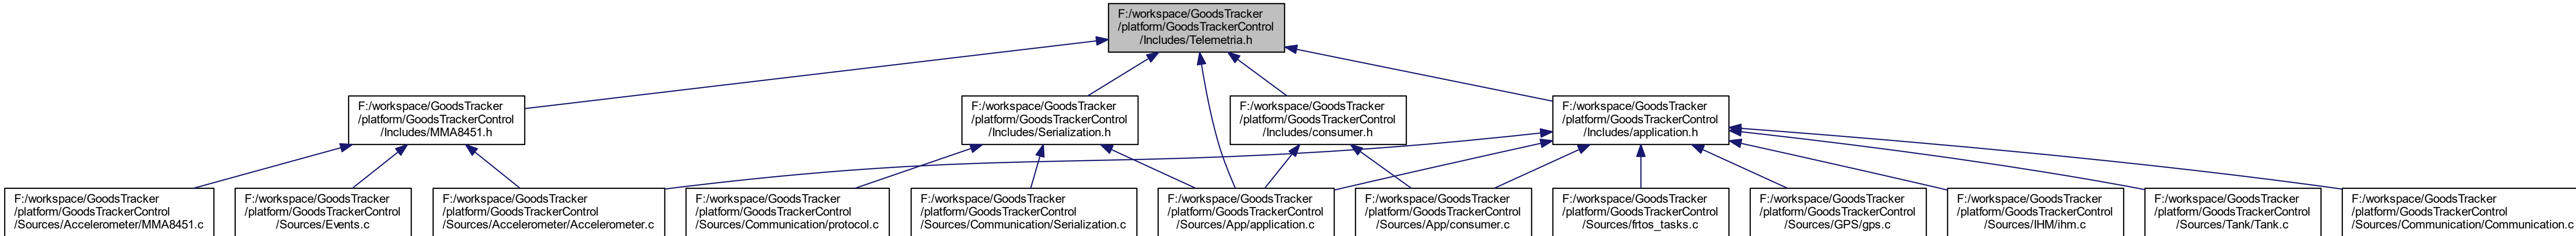 F:/workspace/GoodsTracker
/platform/GoodsTrackerControl
/Includes/Telemetria.h
F:/workspace/GoodsTracker
/platform/GoodsTrackerControl
/Includes/MMA8451.h
F:/workspace/GoodsTracker
/platform/GoodsTrackerControl
/Includes/Serialization.h
F:/workspace/GoodsTracker
/platform/GoodsTrackerControl
/Includes/consumer.h
F:/workspace/GoodsTracker
/platform/GoodsTrackerControl
/Includes/application.h
F:/workspace/GoodsTracker
/platform/GoodsTrackerControl
/Sources/Accelerometer/MMA8451.c
F:/workspace/GoodsTracker
/platform/GoodsTrackerControl
/Sources/Events.c
F:/workspace/GoodsTracker
/platform/GoodsTrackerControl
/Sources/Accelerometer/Accelerometer.c
F:/workspace/GoodsTracker
/platform/GoodsTrackerControl
/Sources/Communication/protocol.c
F:/workspace/GoodsTracker
/platform/GoodsTrackerControl
/Sources/Communication/Serialization.c
F:/workspace/GoodsTracker
/platform/GoodsTrackerControl
/Sources/App/application.c
F:/workspace/GoodsTracker
/platform/GoodsTrackerControl
/Sources/App/consumer.c
F:/workspace/GoodsTracker
/platform/GoodsTrackerControl
/Sources/frtos_tasks.c
F:/workspace/GoodsTracker
/platform/GoodsTrackerControl
/Sources/GPS/gps.c
F:/workspace/GoodsTracker
/platform/GoodsTrackerControl
/Sources/IHM/ihm.c
F:/workspace/GoodsTracker
/platform/GoodsTrackerControl
/Sources/Tank/Tank.c
F:/workspace/GoodsTracker
/platform/GoodsTrackerControl
/Sources/Communication/Communication.c